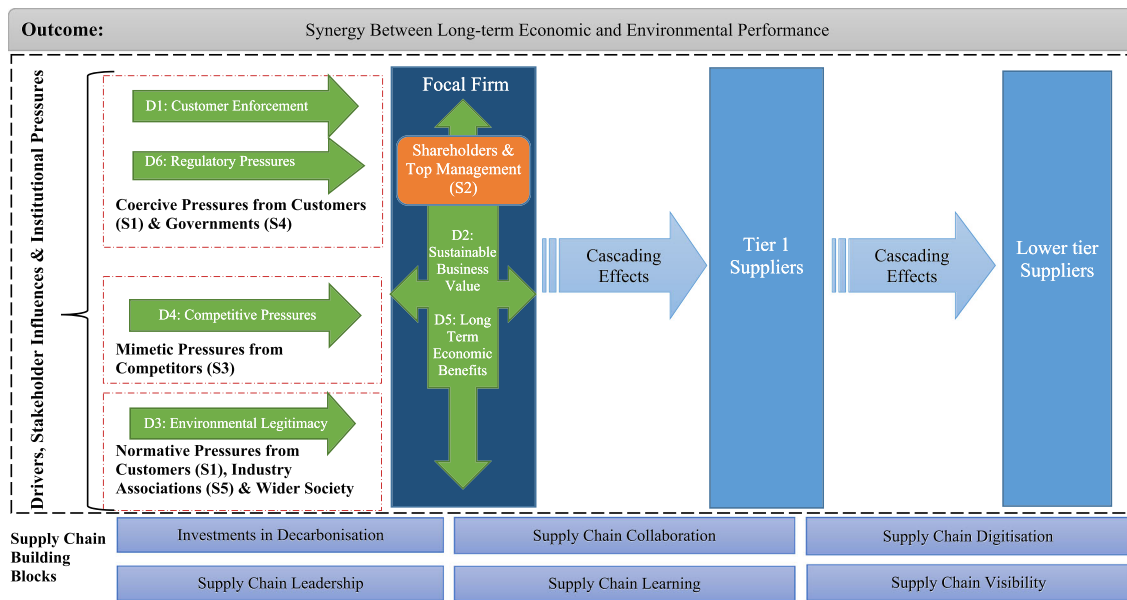 Outcome:
Synergy Between Long-term Economic and Environmental Performance
Drivers, Stakeholder Influences & Institutional Pressures
D1: Customer Enforcement
D6: Regulatory Pressures
Coercive Pressures from Customers
(S1) & Governments (S4)
D4: Competitive Pressures
Mimetic Pressures from
Competitors (S3)
D3: Environmental Legitimacy
Normative Pressures from
Customers (S1), Industry
Associations (S5) & Wider Society
Focal Firm
Shareholders &
Top Management
(S2)
D2:
Sustainable
Business
Value
D5: Long
Term
Economic
Benefits
Cascading
Effects
Tier 1
Suppliers
Cascading
Effects
Lower tier
Suppliers
Supply Chain
Building
Blocks
Investments in Decarbonisation
Supply Chain Collaboration
Supply Chain Digitisation
Supply Chain Leadership
Supply Chain Learning
Supply Chain Visibility